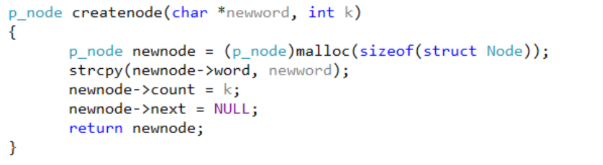 p_node createnode(char *newword, int k)
{
p_node newnode = (p_node)malloc(sizeof(struct Node));
strcpy(newnode->word, newword);
newnode->count = k;
newnode->next = NULL;
return newnode;
}